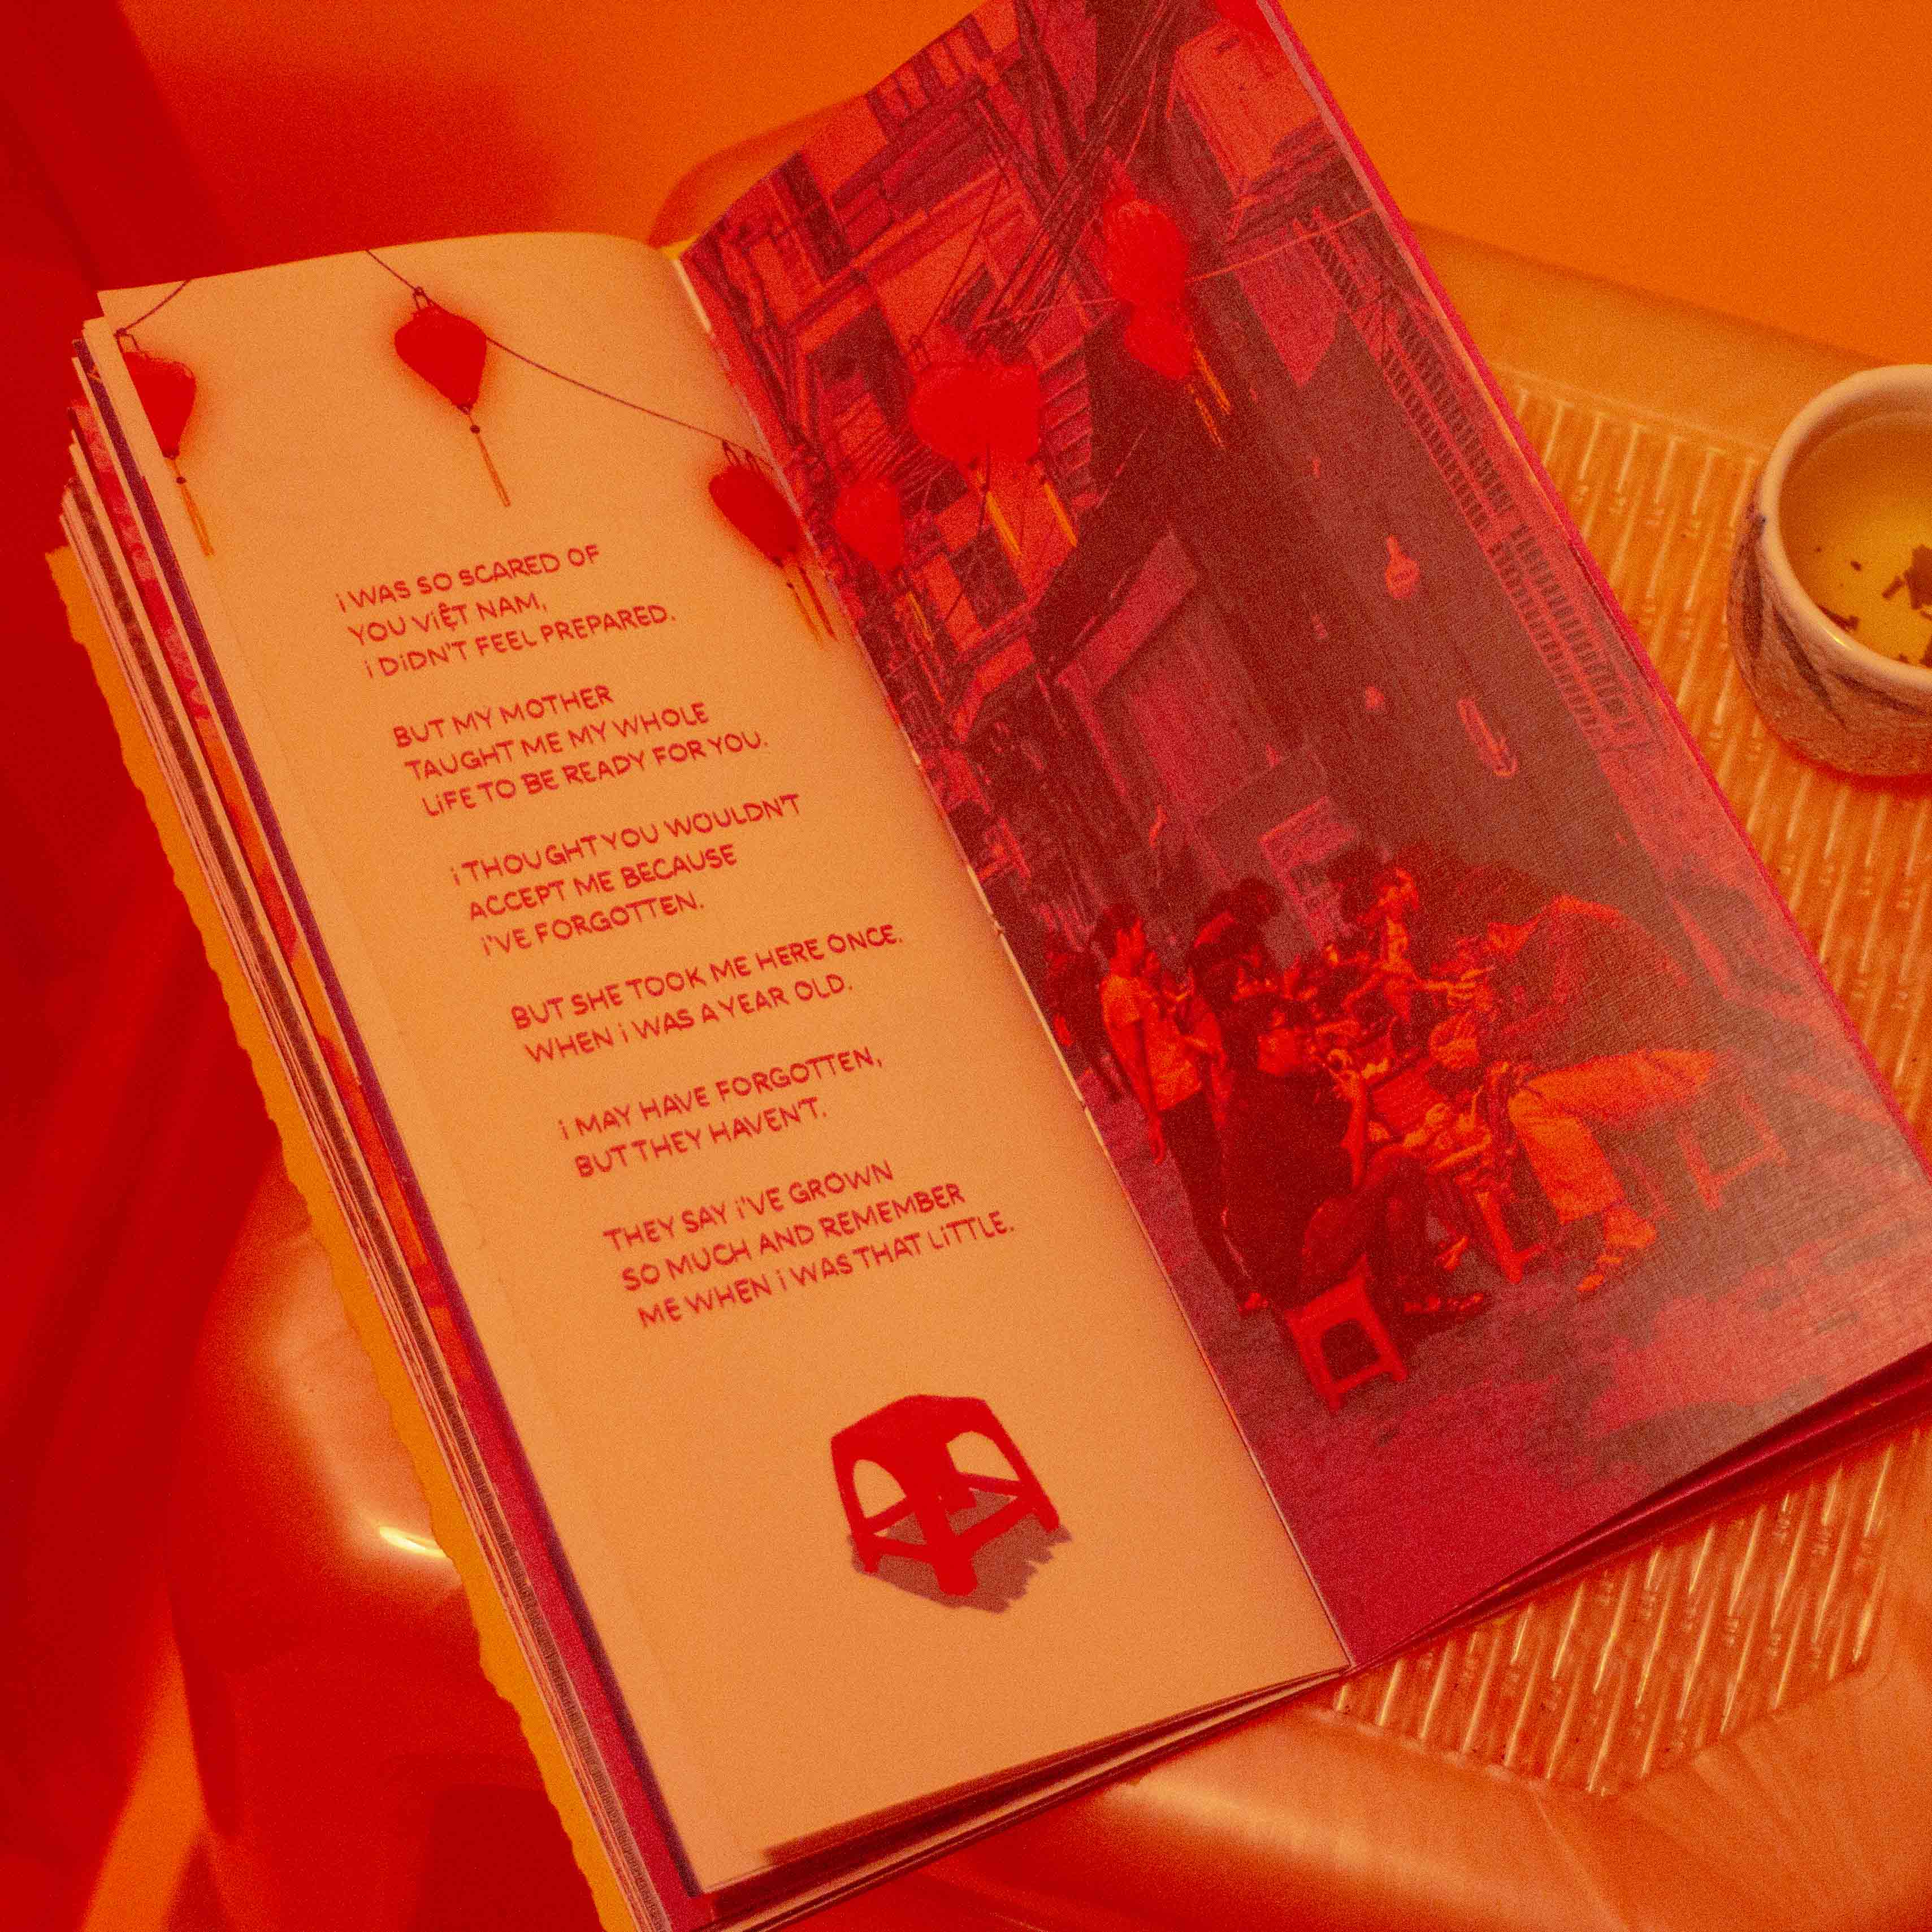 i WAS SO SCARED OF
YOU ViỆT NAM,
i DiDN'T FEEL PREPARED.
BUT MY MOTHER
TAUGHT ME MY WHOLE
LiFE TO BE READY FOR YOU.
i THOUGHT YOU WOULDN'T
ACCEPT ME BECAUSE
i'VE FORGOTTEN.
BUT SHE TOOK ME HERE ONCE.
WHEN i WAS A YEAR OLD.
i MAY HAVE FORGOTTEN,
BUT THEY HAVEN'T.
THEY SAY i'VE GROWN
SO MUCH AND REMEMBER
ME WHEN i WAS THAT LiTTLE.